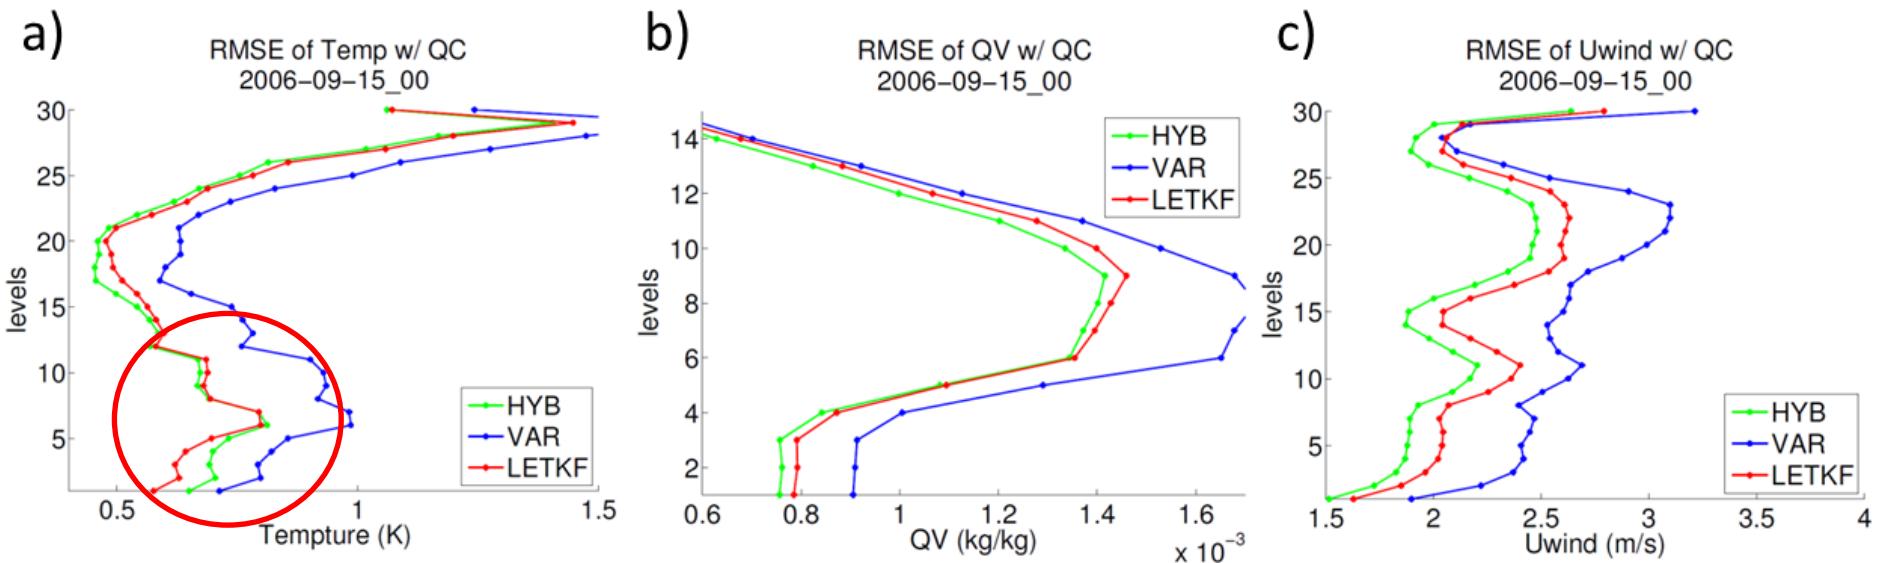 a)
RMSE of Temp w/ QC
2006-09-15_00
30
25
20
15
10
5
levels
HYB
VAR
LETKF
0.5
1
1.5
Tempture (K)
b)
RMSE of QV w/ QC
2006-09-15_00
14
12
10
8
6
4
2
levels
HYB
VAR
LETKF
0.6
0.8
1
1.2
1.4
1.6
QV (kg/kg)
x 10⁻³
c)
RMSE of Uwind w/ QC
2006-09-15_00
30
25
20
15
10
5
levels
HYB
VAR
LETKF
1.5
2
2.5
3
3.5
4
Uwind (m/s)